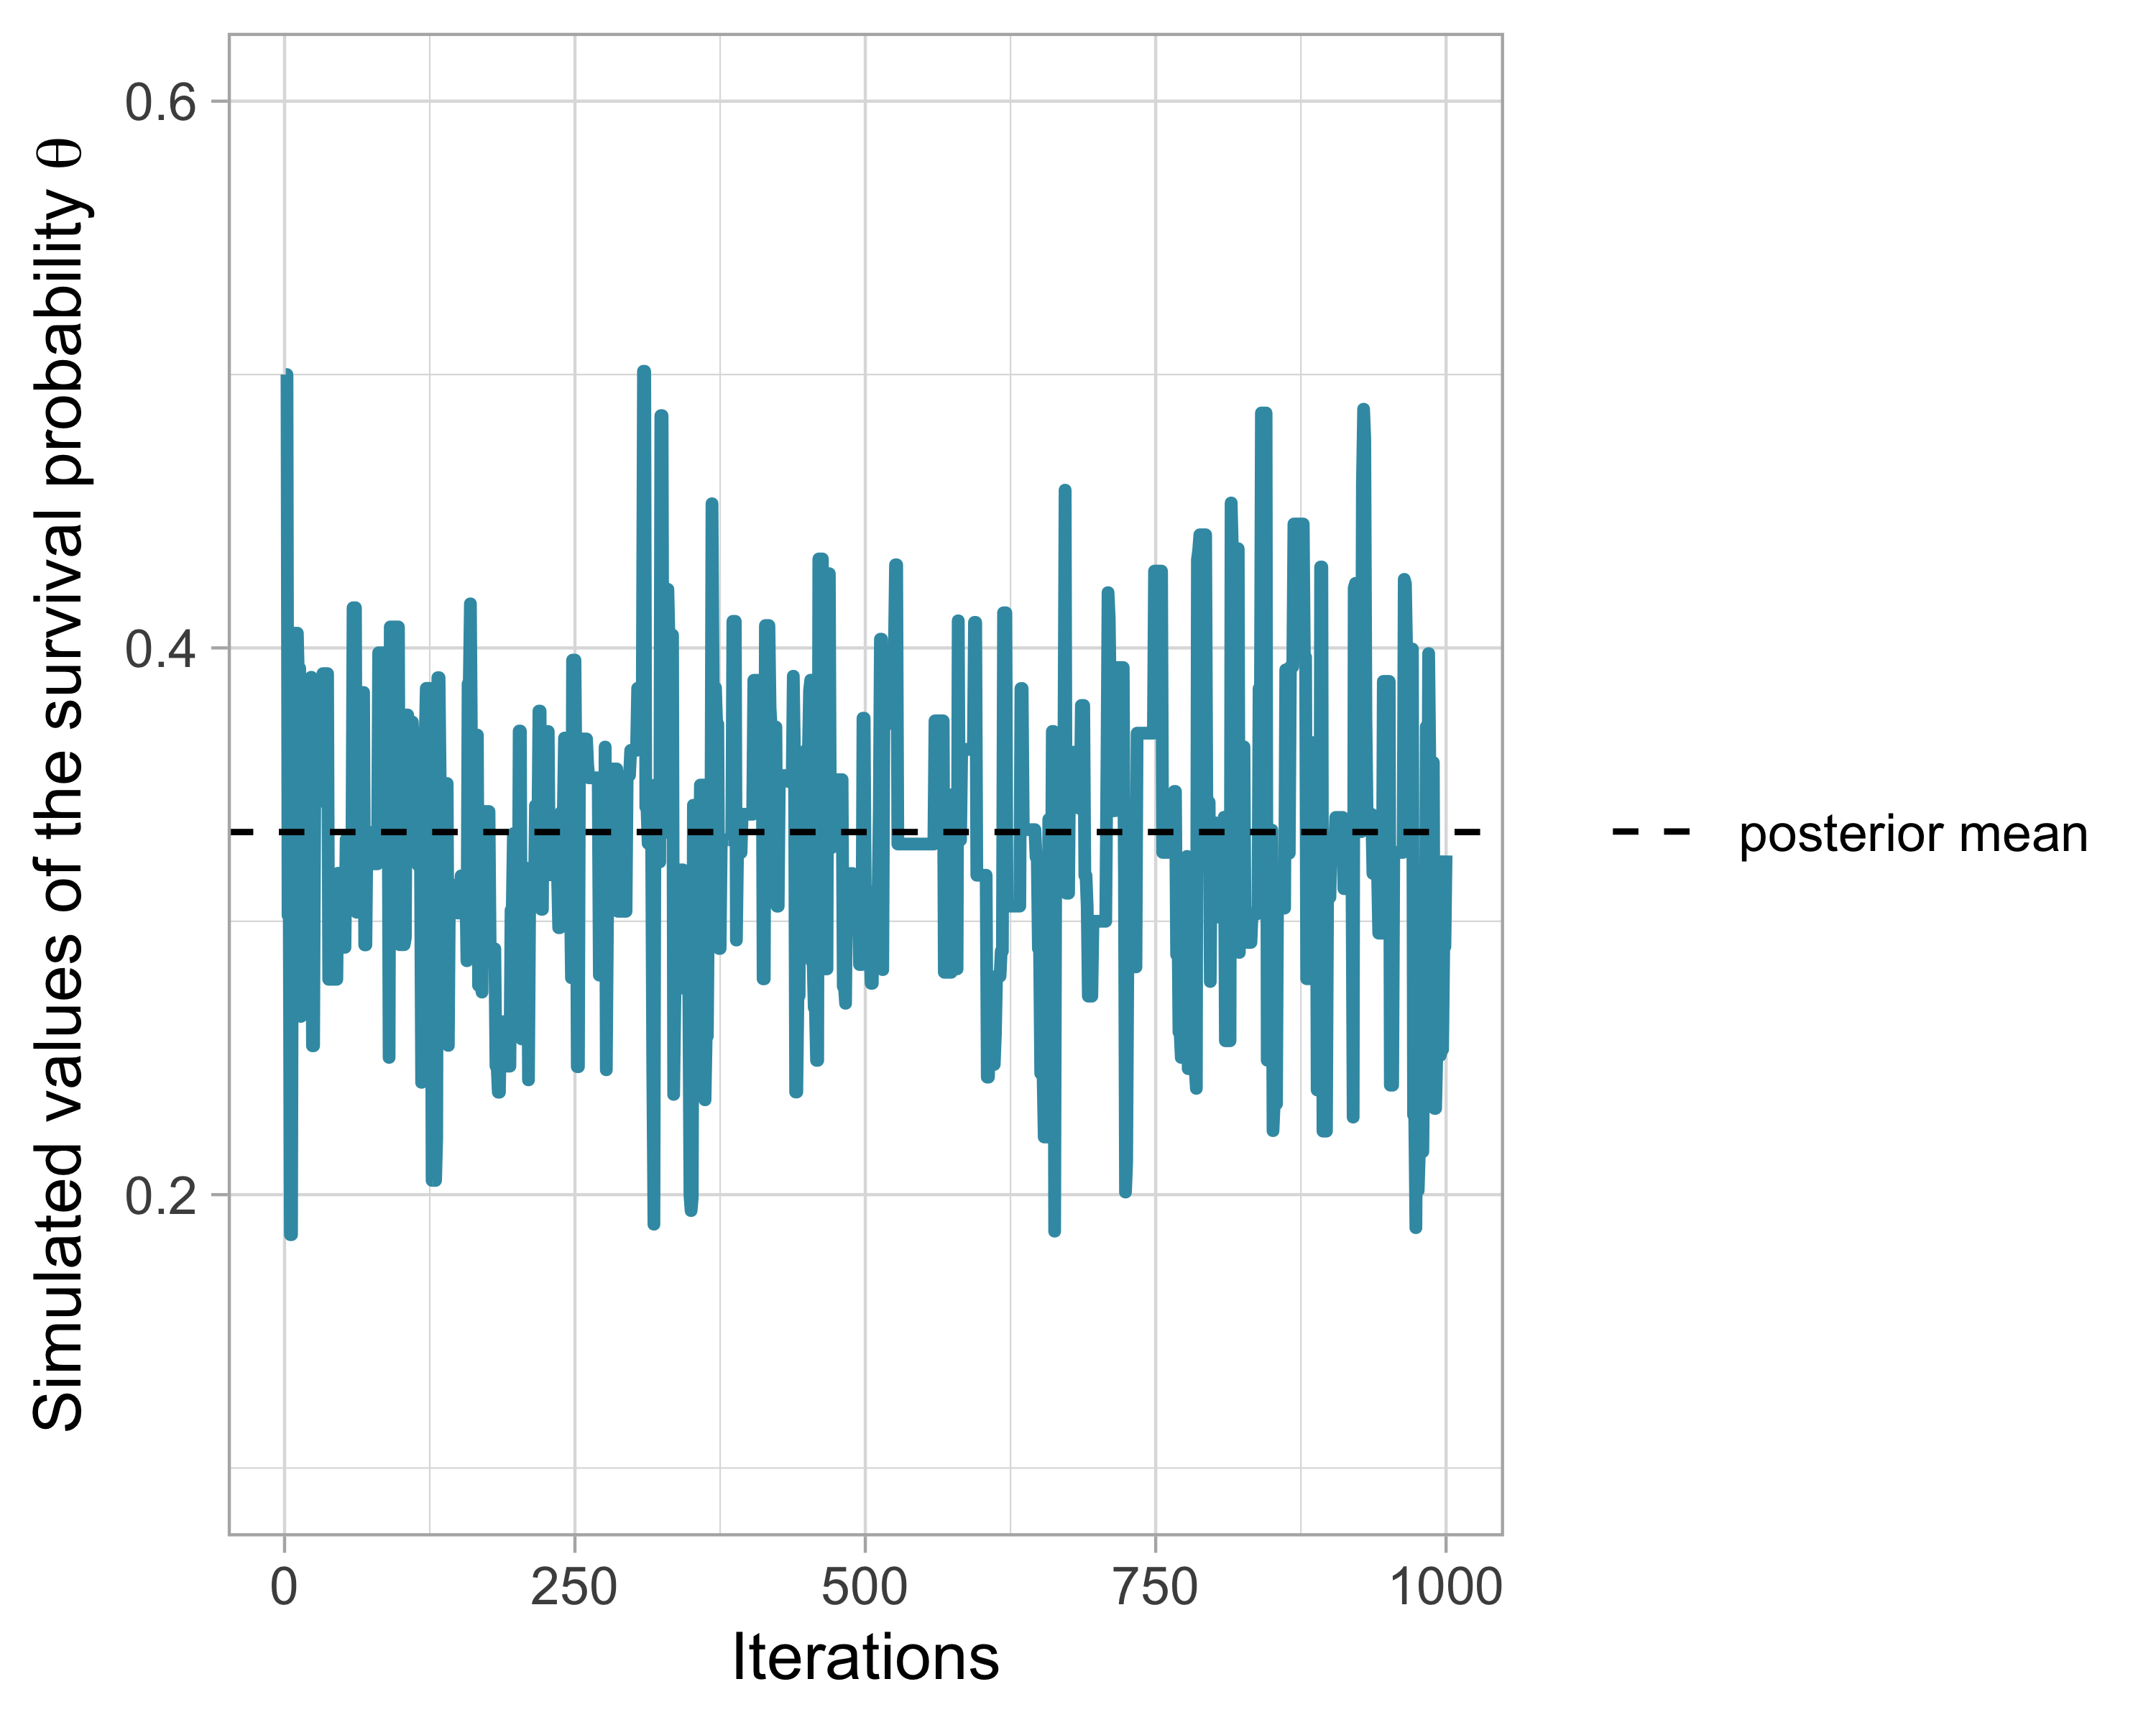 Simulated values of the survival probability θ
0.6
0.4
0.2
0
250
500
750
1000
Iterations
posterior mean